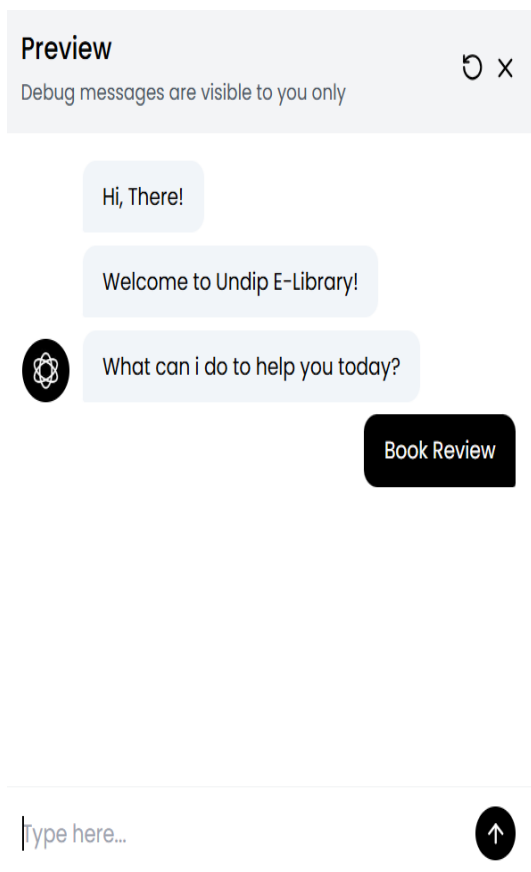 Preview
Debug messages are visible to you only
Hi, There!
Welcome to Undip E-Library!
What can i do to help you today?
Book Review
Type here...